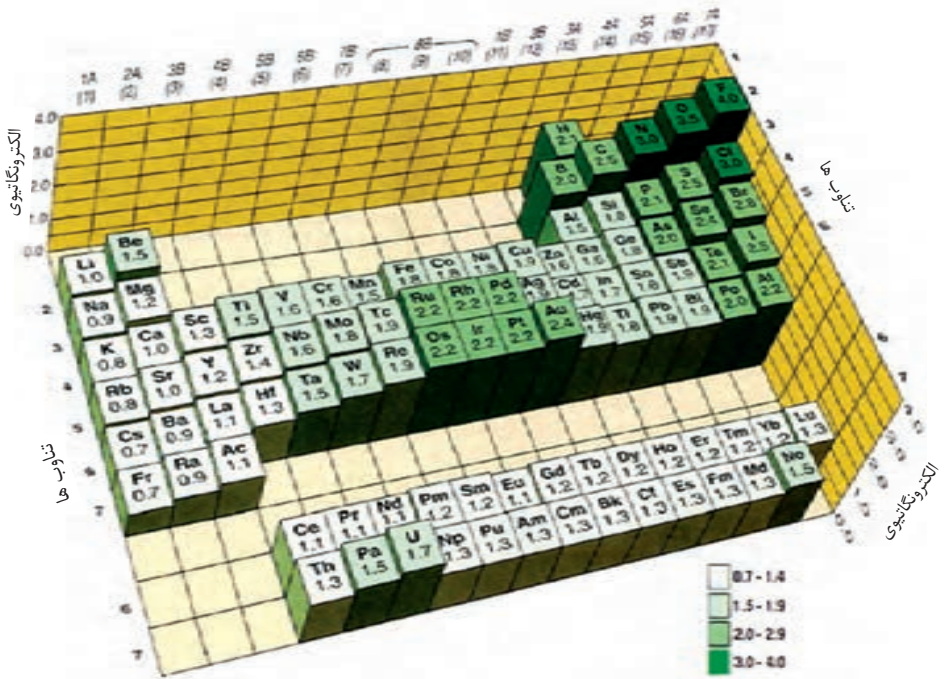 1A 2A 3B 4B 5B 6B 7B 8B
(1) (2) (3) (4) (5) (6) (7) (8) (9) (10)
4.0
3.0
2.0
1.0
0.0
الکترونگاتیوی
تناوب ها
H 2.1
F 4.0
O 3.5
N 3.0
C 2.5
B 2.0
Be 1.5
Li 1.0
Cl 3.0
S 2.5
P 2.1
Si 1.8
Al 1.5
Mg 1.2
Na 0.9
K 0.8
Ca 1.0
Sc 1.3
Ti 1.5
V 1.6
Cr 1.6
Mn 1.5
Fe 1.8
Co 1.8
Ni 1.8
Cu 1.9
Zn 1.6
Ga 1.6
Ge 1.8
As 2.0
Se 2.4
Br 2.8
Rb 0.8
Sr 1.0
Y 1.2
Zr 1.4
Nb 1.6
Mo 1.8
Tc 1.9
Ru 2.2
Rh 2.2
Pd 2.2
Ag
Cd
In 1.7
Sn 1.8
Sb 1.9
Te 2.1
I 2.5
Cs 0.7
Ba 0.9
La 1.1
Hf 1.3
Ta 1.5
W 1.7
Re 1.9
Os 2.2
Ir 2.2
Pt 2.2
Au 2.4
Hg 1.9
Tl 1.8
Pb 1.9
Bi 1.9
Po 2.0
At 2.2
Fr 0.7
Ra 0.9
Ac 1.1
Ce 1.1
Pr 1.1
Nd 1.1
Pm 1.2
Sm 1.2
Eu 1.1
Gd 1.2
Tb 1.2
Dy 1.2
Ho 1.2
Er 1.2
Tm 1.2
Yb 1.2
Lu 1.3
Th 1.3
Pa 1.5
U 1.7
Np 1.3
Pu 1.3
Am 1.3
Cm 1.3
Bk 1.3
Cf 1.3
Es 1.3
Fm 1.3
Md 1.3
No 1.5
2
3
4
5
6
7
تناوب ها
6
7
الکترونگاتیوی
0.7 - 1.4
1.5 - 1.9
2.0 - 2.9
3.0 - 4.0